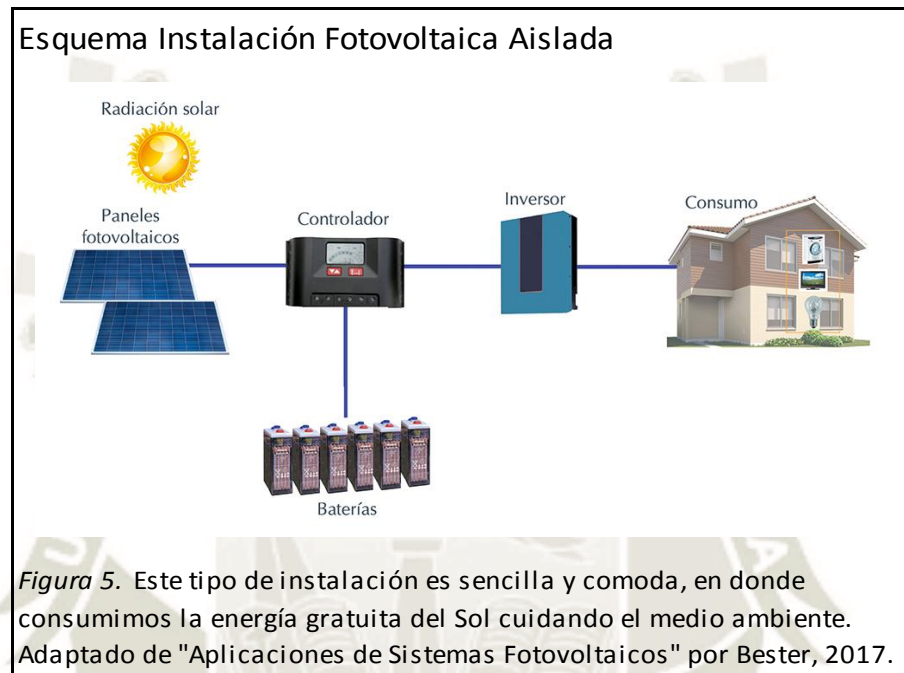 Esquema Instalación Fotovoltaica Aislada
Radiación solar
Paneles
fotovoltaicos
Controlador
Inversor
Consumo
Baterías
Figura 5. Este tipo de instalación es sencilla y comoda, en donde
consumimos la energía gratuita del Sol cuidando el medio ambiente.
Adaptado de "Aplicaciones de Sistemas Fotovoltaicos" por Bester, 2017.